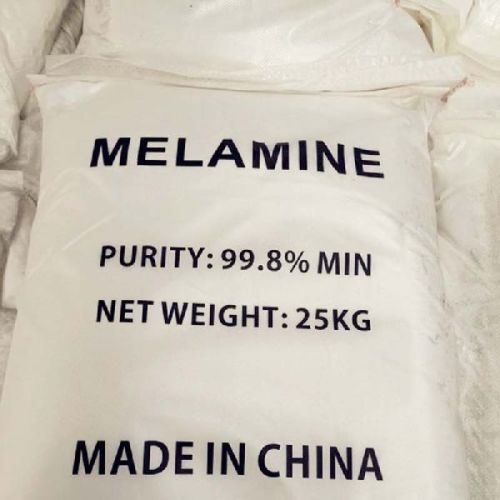 MELAMINE
PURITY: 99.8% MIN
NET WEIGHT: 25KG
MADE IN CHINA